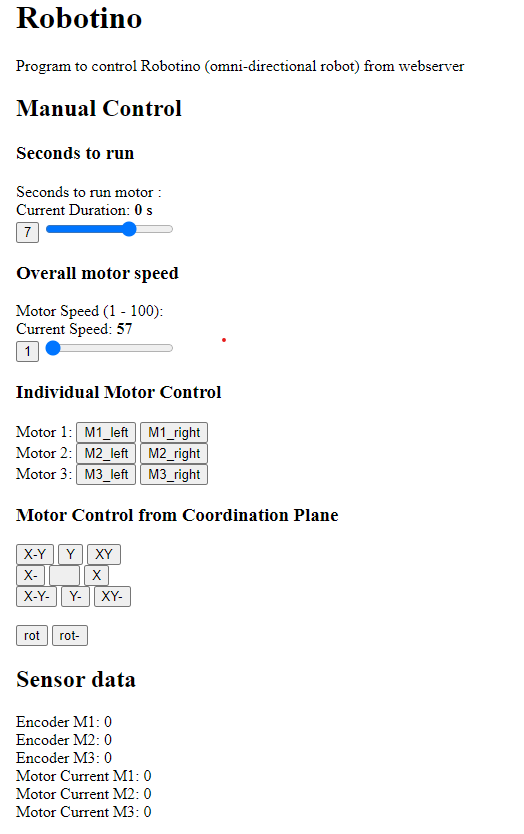 Robotino
Program to control Robotino (omni-directional robot) from webserver
Manual Control
Seconds to run
Seconds to run motor :
Current Duration: 0 s
7
Overall motor speed
Motor Speed (1 - 100):
Current Speed: 57
1
Individual Motor Control
Motor 1: M1_left M1_right
Motor 2: M2_left M2_right
Motor 3: M3_left M3_right
Motor Control from Coordination Plane
X-Y Y XY
X- X
X-Y- Y- XY-
rot rot-
Sensor data
Encoder M1: 0
Encoder M2: 0
Encoder M3: 0
Motor Current M1: 0
Motor Current M2: 0
Motor Current M3: 0